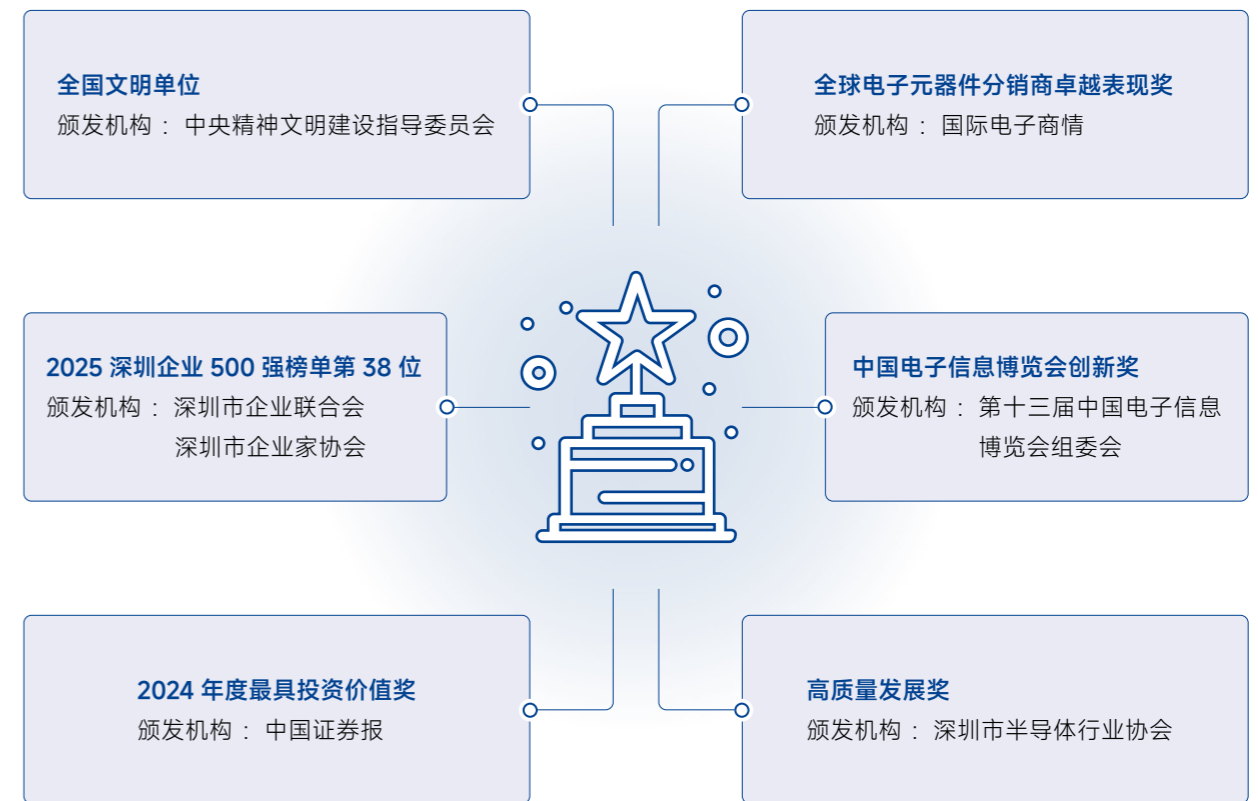 全国文明单位
颁发机构 ：中央精神文明建设指导委员会
全球电子元器件分销商卓越表现奖
颁发机构 ：国际电子商情
2025 深圳企业 500 强榜单第 38 位
颁发机构 ：深圳市企业联合会
深圳市企业家协会
中国电子信息博览会创新奖
颁发机构 ：第十三届中国电子信息
博览会组委会
2024 年度最具投资价值奖
颁发机构 ：中国证券报
高质量发展奖
颁发机构 ：深圳市半导体行业协会